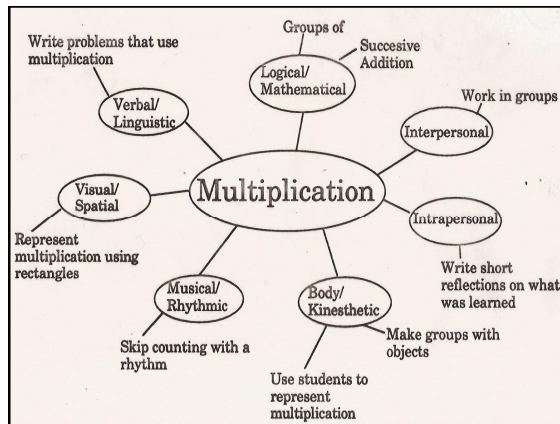 Groups of
Write problems that use
multiplication
Succesive
Addition
Logical/
Mathematical
Verbal/
Linguistic
Work in groups
Interpersonal
Multiplication
Visual/
Spatial
Represent
multiplication using
rectangles
Intrapersonal
Write short
reflections on what
was learned
Musical/
Rhythmic
Skip counting with a
rhythm
Body/
Kinesthetic
Make groups with
objects
Use students to
represent
multiplication